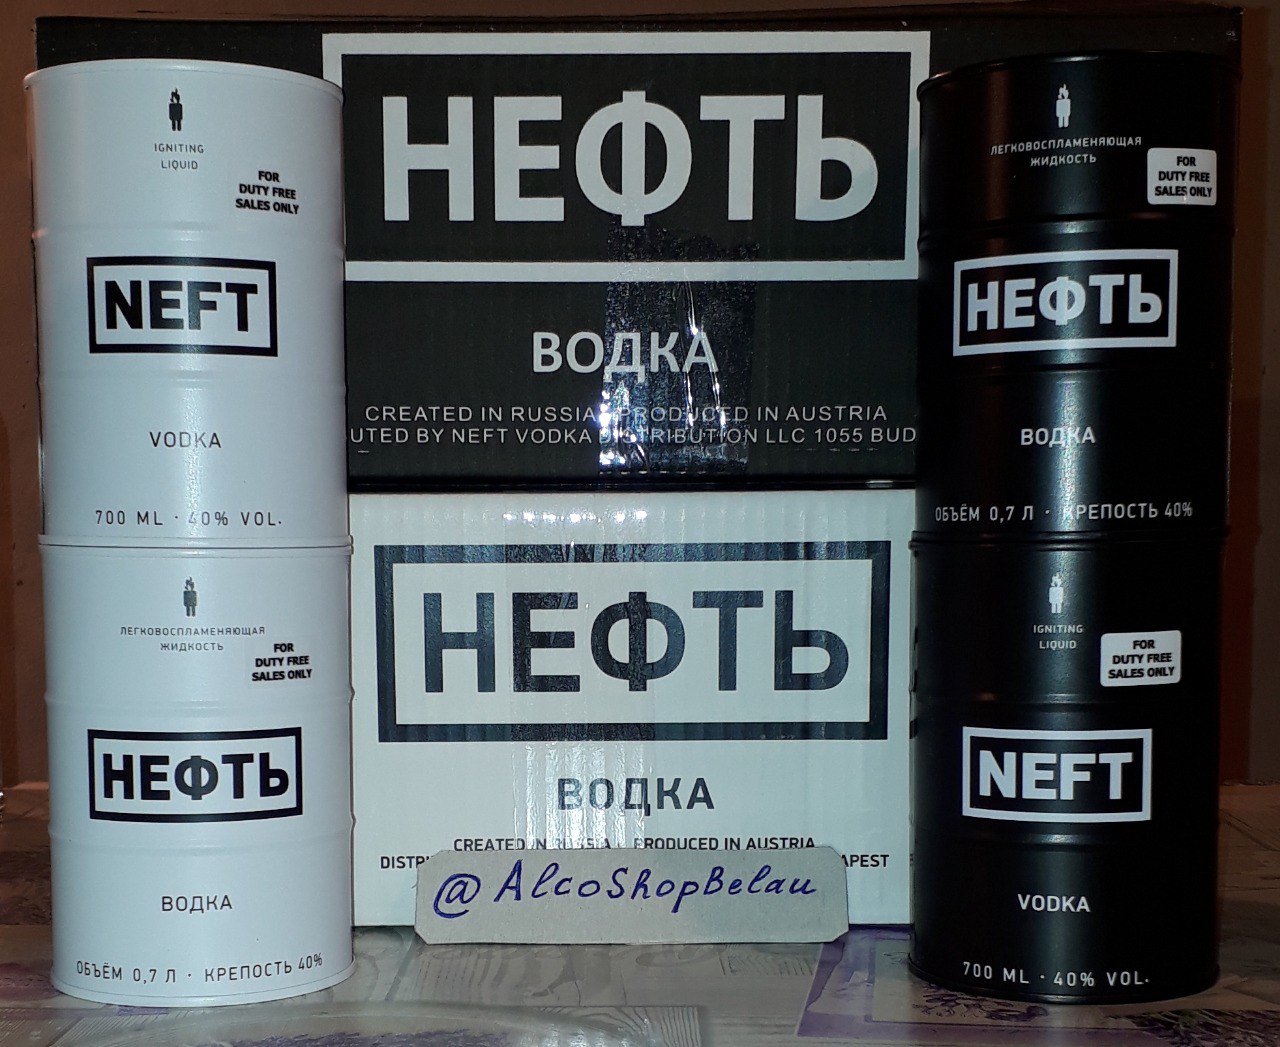 IGNITING
LIQUID
FOR
DUTY FREE
SALES ONLY
NEFT
VODKA
700 ML · 40% VOL.
ЛЕГКОВОСПЛАМЕНЯЮЩАЯ
ЖИДКОСТЬ
FOR
DUTY FREE
SALES ONLY
НЕФТЬ
ВОДКА
ОБЪЁМ 0,7 Л · КРЕПОСТЬ 40%
НЕФТЬ
ВОДКА
CREATED IN RUSSIA PRODUCED IN AUSTRIA
UTED BY NEFT VODKA DISTRIBUTION LLC 1055 BUD
НЕФТЬ
ВОДКА
CREATED IN RUSSIA PRODUCED IN AUSTRIA
DISTR APEST
@AlcoShopBelau
ЛЕГКОВОСПЛАМЕНЯЮЩАЯ
ЖИДКОСТЬ
FOR
DUTY FREE
SALES ONLY
НЕФТЬ
ВОДКА
ОБЪЁМ 0,7 Л · КРЕПОСТЬ 40%
IGNITING
LIQUID
FOR
DUTY FREE
SALES ONLY
NEFT
VODKA
700 ML · 40% VOL.